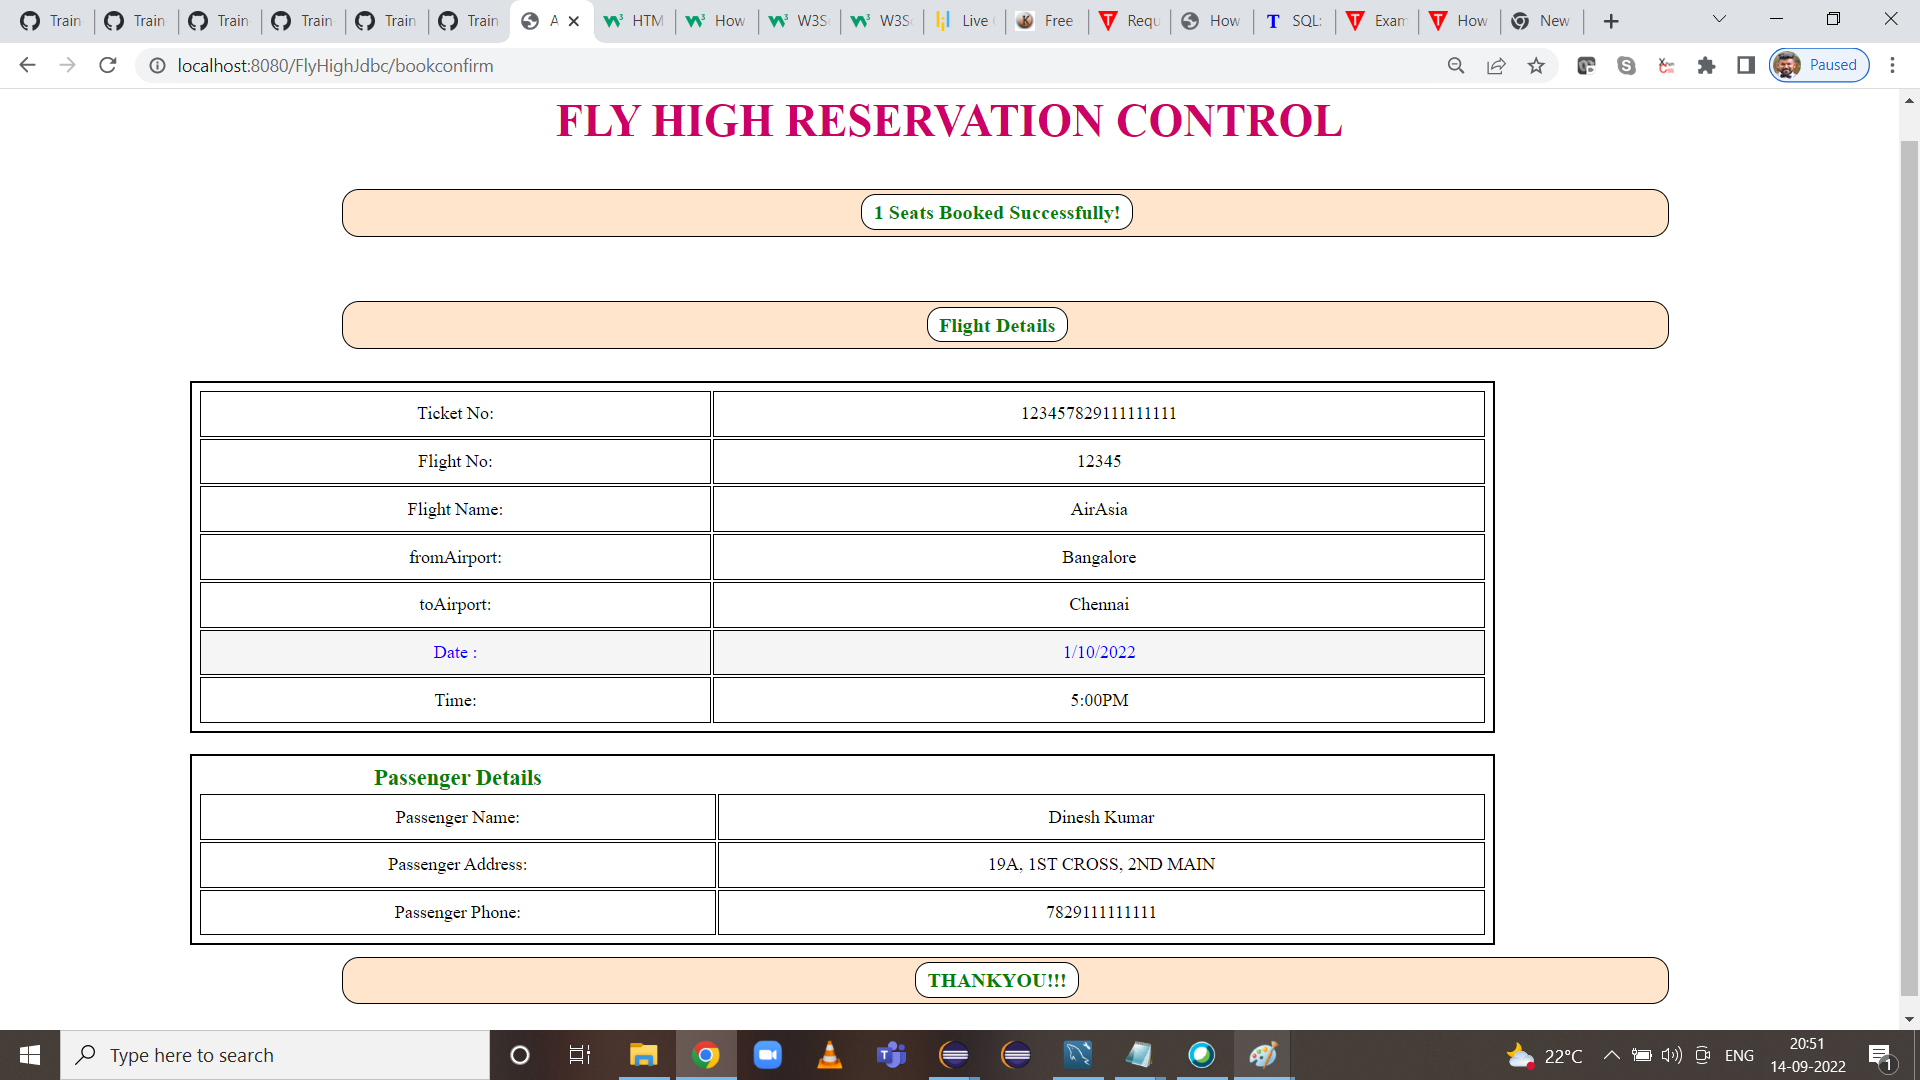 Train Train Train Train Train Train A HTM How W3S W3S Live Free Requ How SQL: Exam How New
localhost:8080/FlyHighJdbc/bookconfirm Paused
FLY HIGH RESERVATION CONTROL
1 Seats Booked Successfully!
Flight Details
Ticket No: 123457829111111111
Flight No: 12345
Flight Name: AirAsia
fromAirport: Bangalore
toAirport: Chennai
Date : 1/10/2022
Time: 5:00PM
Passenger Details
Passenger Name: Dinesh Kumar
Passenger Address: 19A, 1ST CROSS, 2ND MAIN
Passenger Phone: 7829111111111
THANKYOU!!!
Type here to search 22°C ENG 20:51
14-09-2022 1